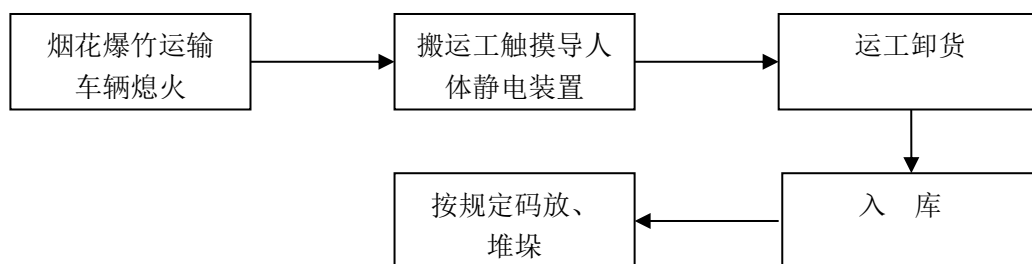 烟花爆竹运输
车辆熄火
搬运工触摸导人
体静电装置
运工卸货
入 库
按规定码放、
堆垛